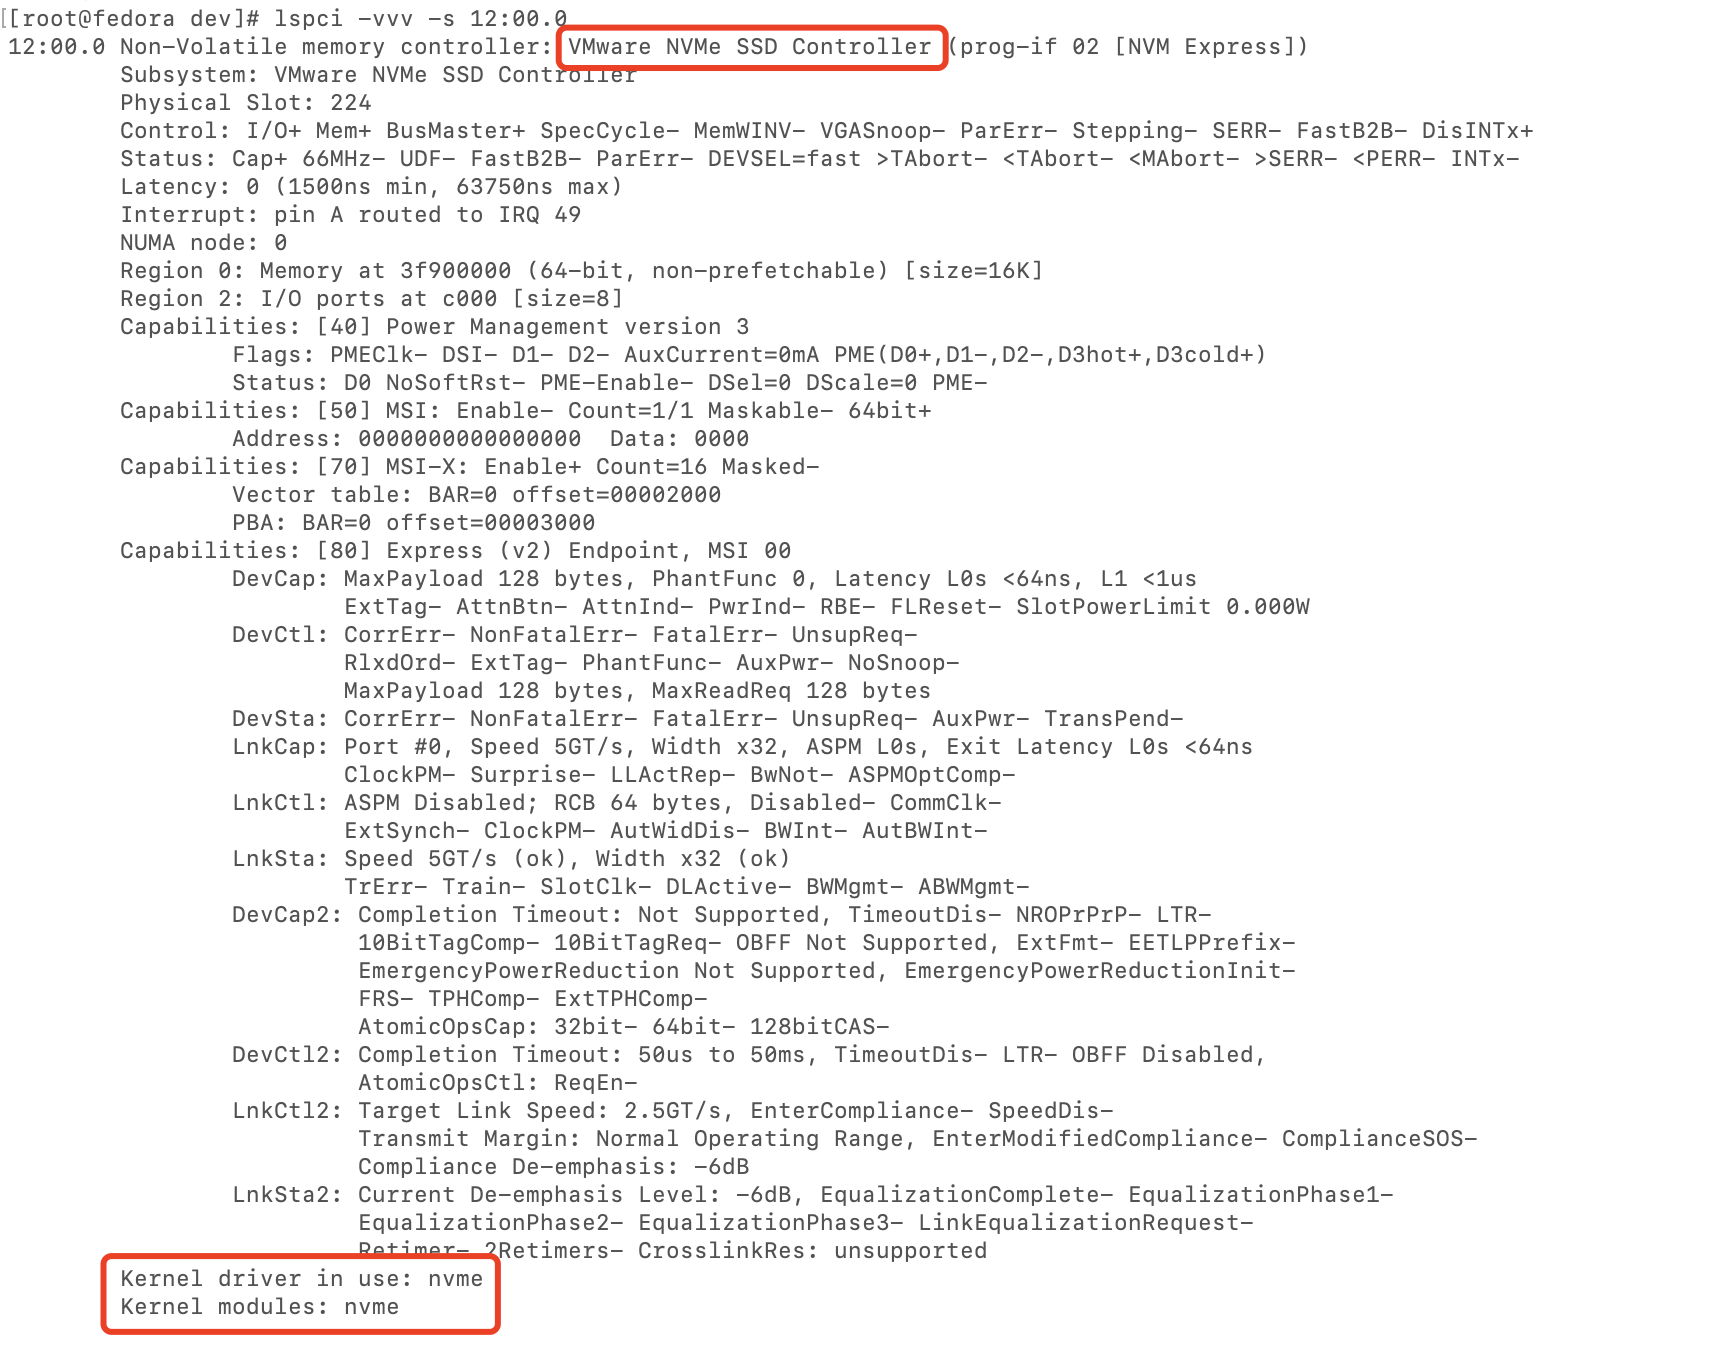 [[root@fedora dev]# lspci -vvv -s 12:00.0
12:00.0 Non-Volatile memory controller: VMware NVMe SSD Controller (prog-if 02 [NVM Express])
Subsystem: VMware NVMe SSD Controller
Physical Slot: 224
Control: I/O+ Mem+ BusMaster+ SpecCycle- MemWINV- VGASnoop- ParErr- Stepping- SERR- FastB2B- DisINTx+
Status: Cap+ 66MHz- UDF- FastB2B- ParErr- DEVSEL=fast >TAbort- <TAbort- <MAbort- >SERR- <PERR- INTx-
Latency: 0 (1500ns min, 63750ns max)
Interrupt: pin A routed to IRQ 49
NUMA node: 0
Region 0: Memory at 3f900000 (64-bit, non-prefetchable) [size=16K]
Region 2: I/O ports at c000 [size=8]
Capabilities: [40] Power Management version 3
Flags: PMEClk- DSI- D1- D2- AuxCurrent=0mA PME(D0+,D1-,D2-,D3hot+,D3cold+)
Status: D0 NoSoftRst- PME-Enable- DSel=0 DScale=0 PME-
Capabilities: [50] MSI: Enable- Count=1/1 Maskable- 64bit+
Address: 0000000000000000  Data: 0000
Capabilities: [70] MSI-X: Enable+ Count=16 Masked-
Vector table: BAR=0 offset=00002000
PBA: BAR=0 offset=00003000
Capabilities: [80] Express (v2) Endpoint, MSI 00
DevCap: MaxPayload 128 bytes, PhantFunc 0, Latency L0s <64ns, L1 <1us
ExtTag- AttnBtn- AttnInd- PwrInd- RBE- FLReset- SlotPowerLimit 0.000W
DevCtl: CorrErr- NonFatalErr- FatalErr- UnsupReq-
RlxdOrd- ExtTag- PhantFunc- AuxPwr- NoSnoop-
MaxPayload 128 bytes, MaxReadReq 128 bytes
DevSta: CorrErr- NonFatalErr- FatalErr- UnsupReq- AuxPwr- TransPend-
LnkCap: Port #0, Speed 5GT/s, Width x32, ASPM L0s, Exit Latency L0s <64ns
ClockPM- Surprise- LLActRep- BwNot- ASPMOptComp-
LnkCtl: ASPM Disabled; RCB 64 bytes, Disabled- CommClk-
ExtSynch- ClockPM- AutWidDis- BWInt- AutBWInt-
LnkSta: Speed 5GT/s (ok), Width x32 (ok)
TrErr- Train- SlotClk- DLActive- BWMgmt- ABWMgmt-
DevCap2: Completion Timeout: Not Supported, TimeoutDis- NROPrPrP- LTR-
10BitTagComp- 10BitTagReq- OBFF Not Supported, ExtFmt- EETLPPrefix-
EmergencyPowerReduction Not Supported, EmergencyPowerReductionInit-
FRS- TPHComp- ExtTPHComp-
AtomicOpsCap: 32bit- 64bit- 128bitCAS-
DevCtl2: Completion Timeout: 50us to 50ms, TimeoutDis- LTR- OBFF Disabled,
AtomicOpsCtl: ReqEn-
LnkCtl2: Target Link Speed: 2.5GT/s, EnterCompliance- SpeedDis-
Transmit Margin: Normal Operating Range, EnterModifiedCompliance- ComplianceSOS-
Compliance De-emphasis: -6dB
LnkSta2: Current De-emphasis Level: -6dB, EqualizationComplete- EqualizationPhase1-
EqualizationPhase2- EqualizationPhase3- LinkEqualizationRequest-
Retimer- 2Retimers- CrosslinkRes: unsupported
Kernel driver in use: nvme
Kernel modules: nvme